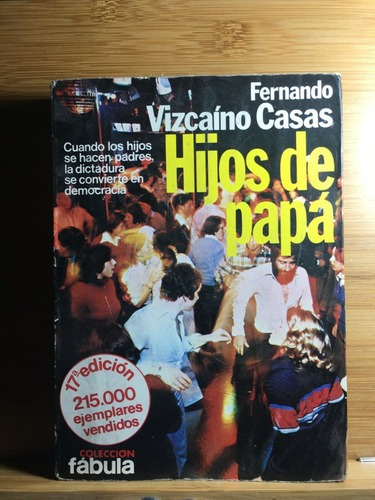 Fernando
Vizcaíno Casas
Hijos de
papá
Cuando los hijos
se hacen padres,
la dictadura
se convierte en
democracia
17ª edición
215.000
ejemplares
vendidos
COLECCIÓN
fábula